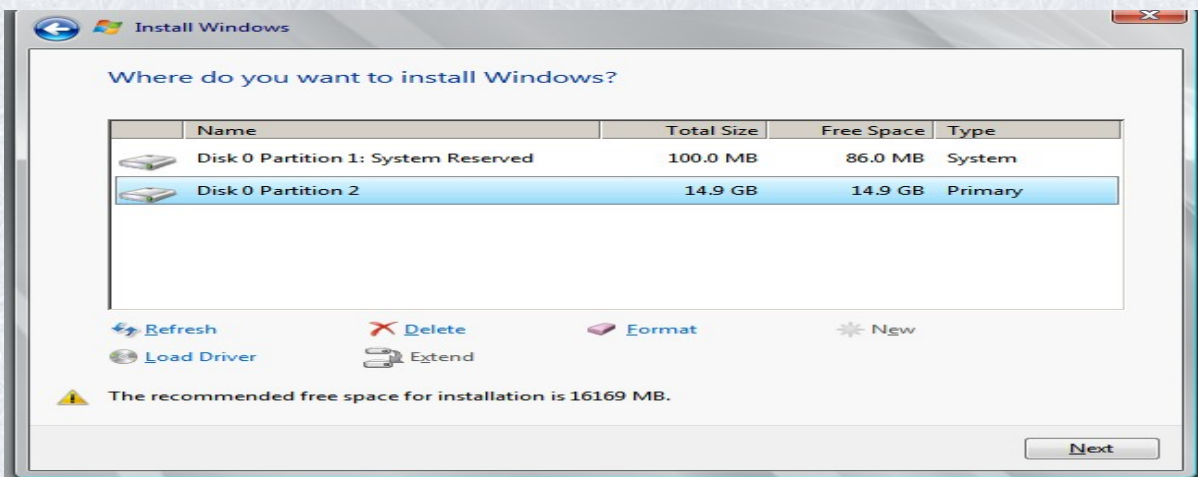 Install Windows
Where do you want to install Windows?
Name Total Size Free Space Type
Disk 0 Partition 1: System Reserved 100.0 MB 86.0 MB System
Disk 0 Partition 2 14.9 GB 14.9 GB Primary
Refresh Delete Format New
Load Driver Extend
The recommended free space for installation is 16169 MB.
Next